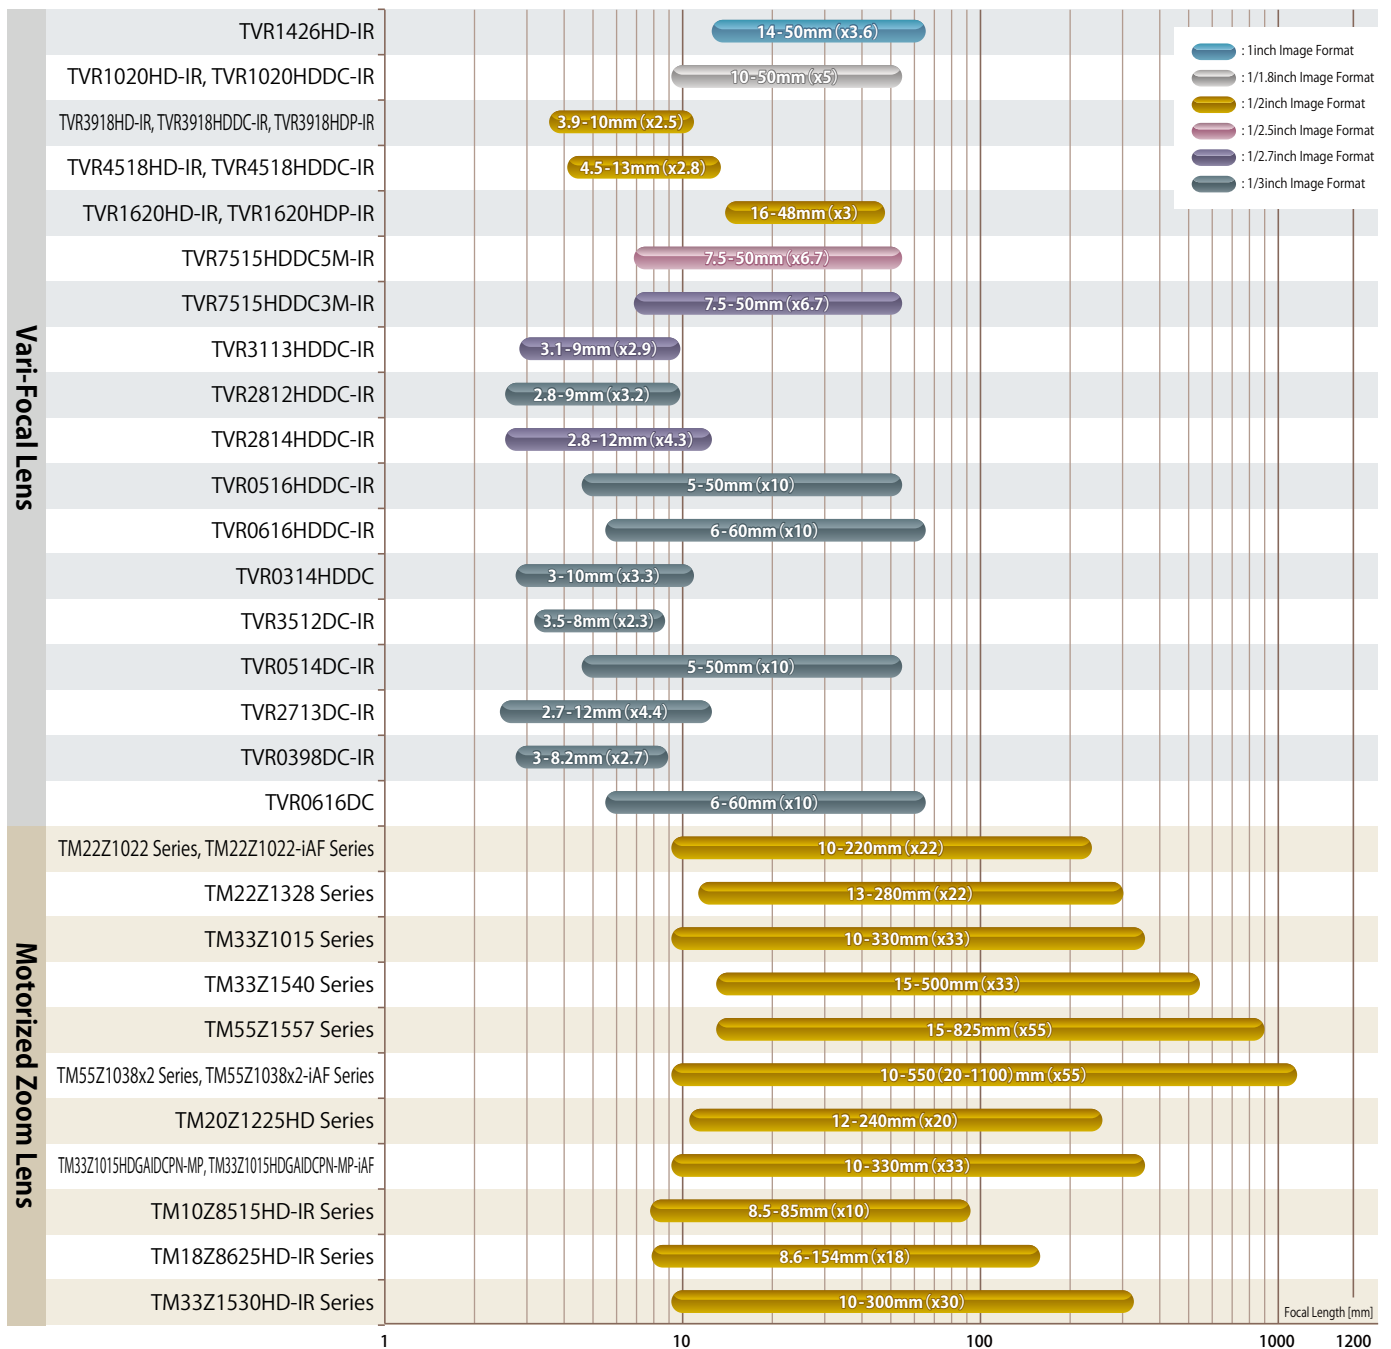 TVR1426HD-IR
14-50mm (x3.6)
: 1inch Image Format
TVR1020HD-IR, TVR1020HDDC-IR
10-50mm (x5)
: 1/1.8inch Image Format
: 1/2inch Image Format
TVR3918HD-IR, TVR3918HDDC-IR, TVR3918HDP-IR
3.9-10mm (x2.5)
: 1/2.5inch Image Format
: 1/2.7inch Image Format
TVR4518HD-IR, TVR4518HDDC-IR
4.5-13mm (x2.8)
: 1/3inch Image Format
TVR1620HD-IR, TVR1620HDP-IR
16-48mm (x3)
TVR7515HDDC5M-IR
7.5-50mm (x6.7)
TVR7515HDDC3M-IR
7.5-50mm (x6.7)
Vari-Focal Lens
TVR3113HDDC-IR
3.1-9mm (x2.9)
TVR2812HDDC-IR
2.8-9mm (x3.2)
TVR2814HDDC-IR
2.8-12mm (x4.3)
TVR0516HDDC-IR
5-50mm (x10)
TVR0616HDDC-IR
6-60mm (x10)
TVR0314HDDC
3-10mm (x3.3)
TVR3512DC-IR
3.5-8mm (x2.3)
TVR0514DC-IR
5-50mm (x10)
TVR2713DC-IR
2.7-12mm (x4.4)
TVR0398DC-IR
3-8.2mm (x2.7)
TVR0616DC
6-60mm (x10)
TM22Z1022 Series, TM22Z1022-iAF Series
10-220mm (x22)
TM22Z1328 Series
13-280mm (x22)
TM33Z1015 Series
10-330mm (x33)
TM33Z1540 Series
15-500mm (x33)
TM55Z1557 Series
15-825mm (x55)
Motorized Zoom Lens
TM55Z1038x2 Series, TM55Z1038x2-iAF Series
10-550 (20-1100) mm (x55)
TM20Z1225HD Series
12-240mm (x20)
TM33Z1015HDGAIDCPN-MP, TM33Z1015HDGAIDCPN-MP-iAF
10-330mm (x33)
TM10Z8515HD-IR Series
8.5-85mm (x10)
TM18Z8625HD-IR Series
8.6-154mm (x18)
TM33Z1530HD-IR Series
10-300mm (x30)
Focal Length [mm]
1 10 100 1000 1200